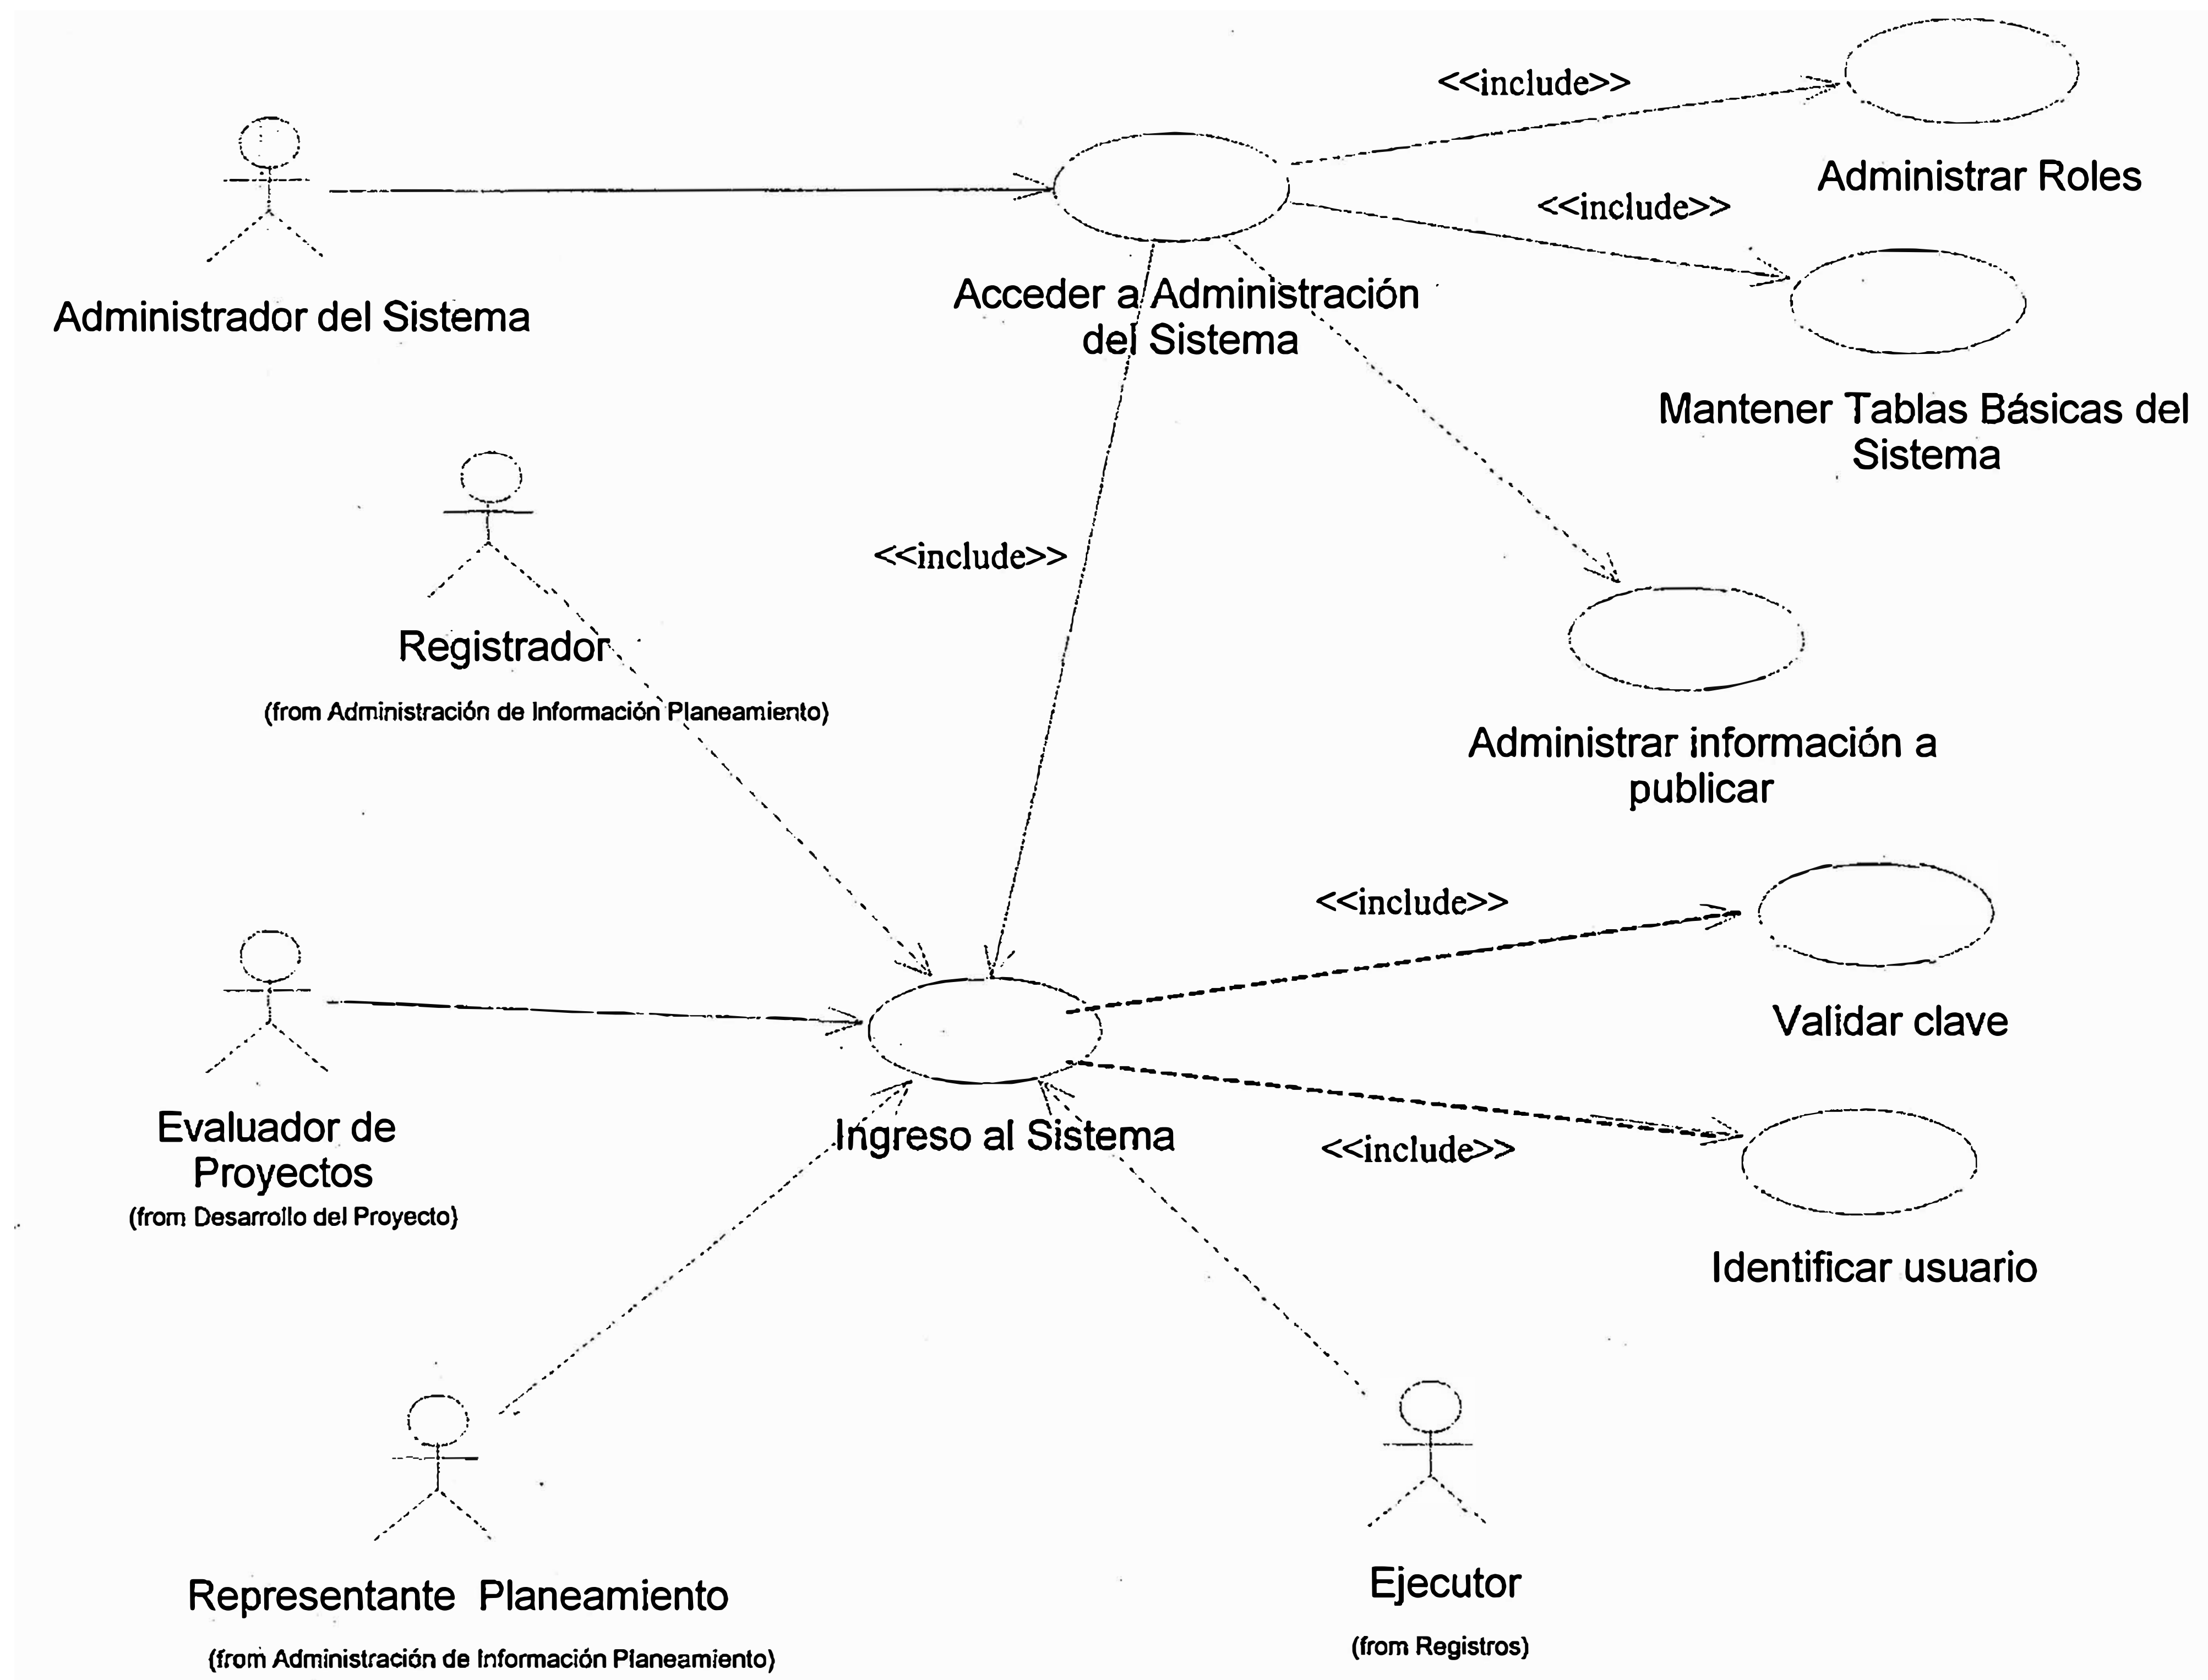 <<include>>
Administrar Roles
<<include>>
Administrador del Sistema
Acceder a Administración
del Sistema
Mantener Tablas Básicas del
Sistema
<<include>>
Registrador
(from Administración de Información Planeamiento)
Administrar información a
publicar
<<include>>
Validar clave
Evaluador de
Proyectos
(from Desarrollo del Proyecto)
Ingreso al Sistema
<<include>>
Identificar usuario
Representante Planeamiento
(from Administración de Información Planeamiento)
Ejecutor
(from Registros)